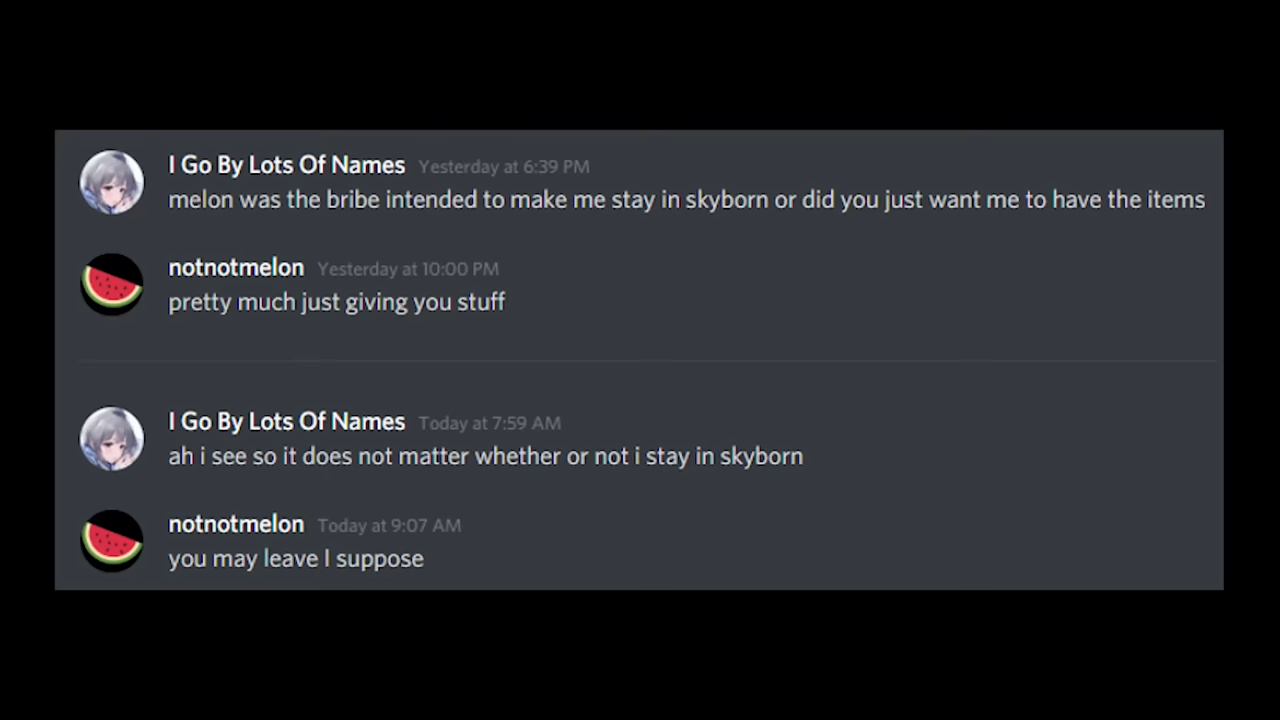 I Go By Lots Of Names Yesterday at 6:39 PM
melon was the bribe intended to make me stay in skyborn or did you just want me to have the items
notnotmelon Yesterday at 10:00 PM
pretty much just giving you stuff
I Go By Lots Of Names Today at 7:59 AM
ah i see so it does not matter whether or not i stay in skyborn
notnotmelon Today at 9:07 AM
you may leave I suppose